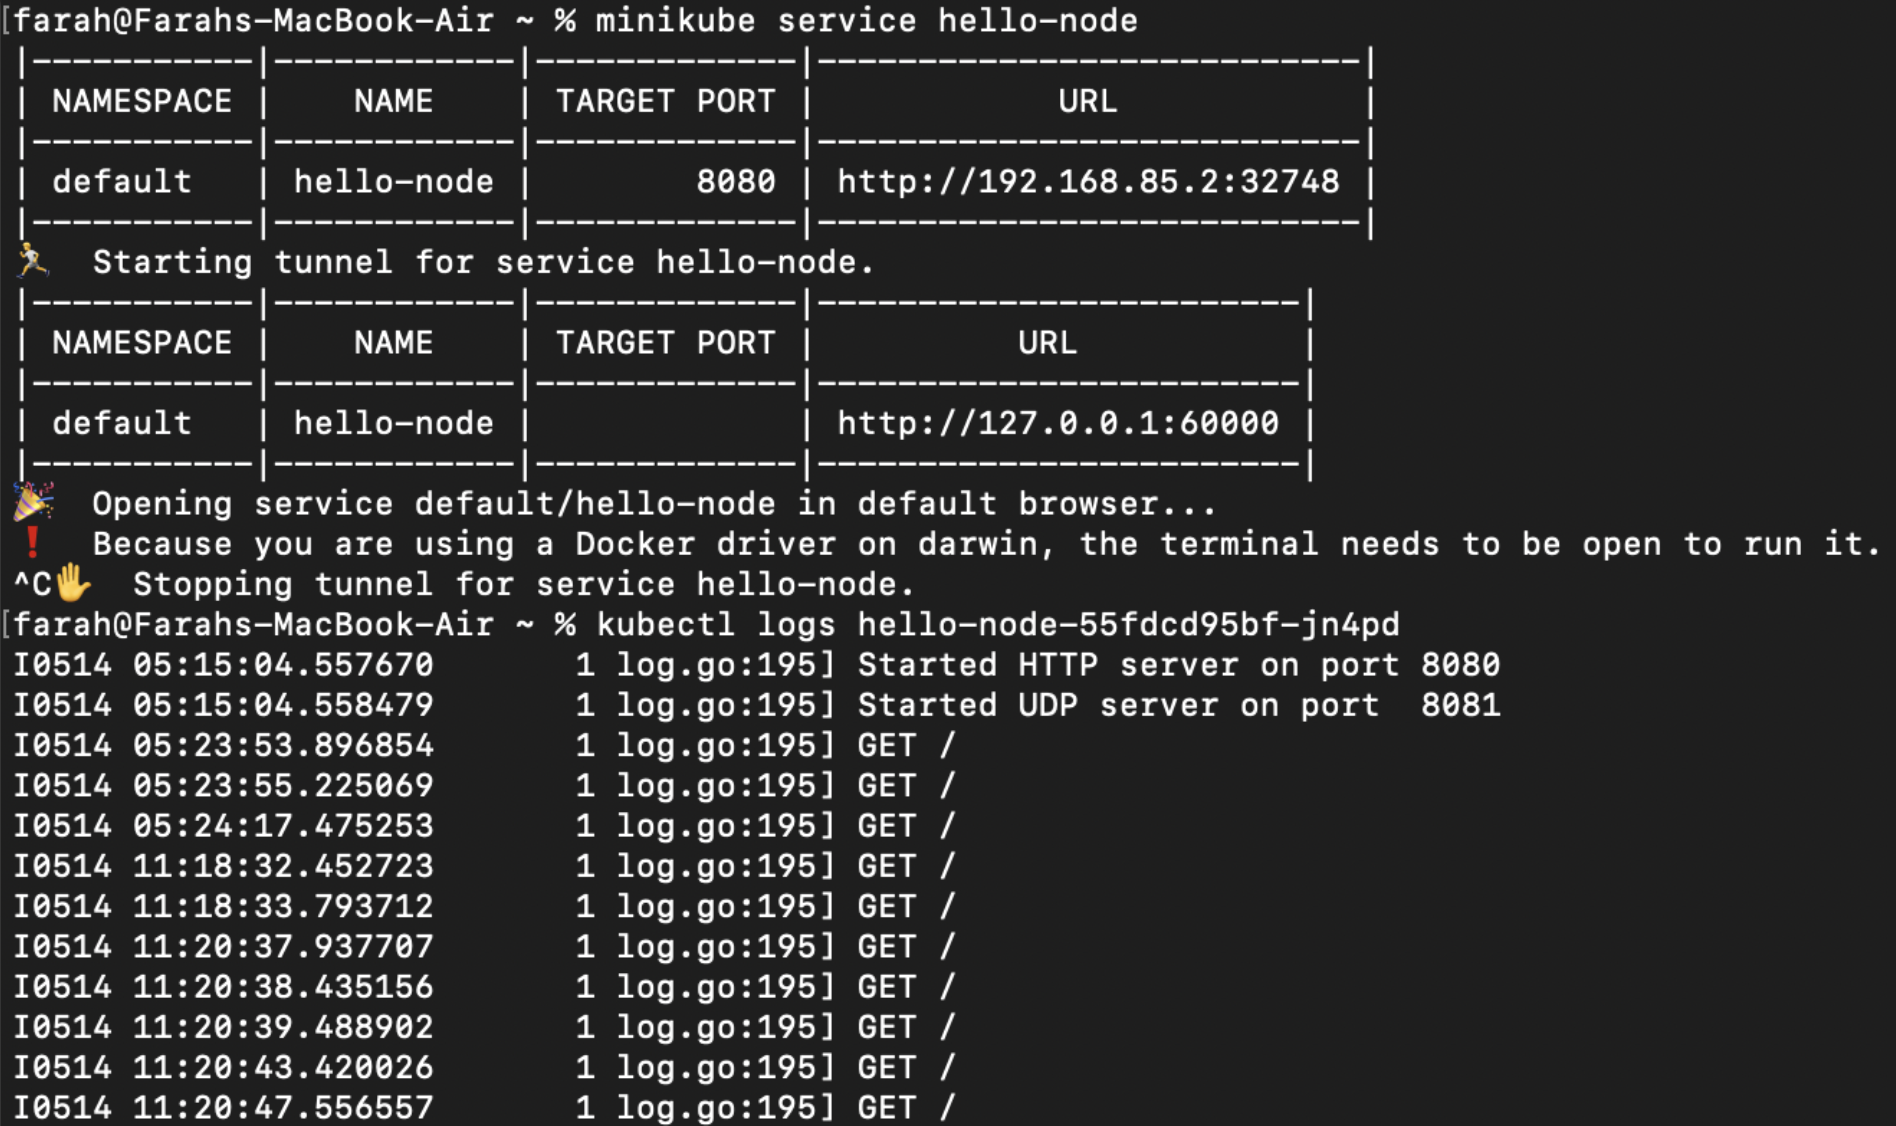 [farah@Farahs-MacBook-Air ~ % minikube service hello-node
|-----------|------------|-------------|---------------------------|
| NAMESPACE |    NAME    | TARGET PORT |            URL            |
|-----------|------------|-------------|---------------------------|
| default   | hello-node |        8080 | http://192.168.85.2:32748 |
|-----------|------------|-------------|---------------------------|
🏃  Starting tunnel for service hello-node.
|-----------|------------|-------------|------------------------|
| NAMESPACE |    NAME    | TARGET PORT |          URL           |
|-----------|------------|-------------|------------------------|
| default   | hello-node |             | http://127.0.0.1:60000 |
|-----------|------------|-------------|------------------------|
🎉  Opening service default/hello-node in default browser...
❗  Because you are using a Docker driver on darwin, the terminal needs to be open to run it.
^C✋  Stopping tunnel for service hello-node.
[farah@Farahs-MacBook-Air ~ % kubectl logs hello-node-55fdcd95bf-jn4pd
I0514 05:15:04.557670       1 log.go:195] Started HTTP server on port 8080
I0514 05:15:04.558479       1 log.go:195] Started UDP server on port  8081
I0514 05:23:53.896854       1 log.go:195] GET /
I0514 05:23:55.225069       1 log.go:195] GET /
I0514 05:24:17.475253       1 log.go:195] GET /
I0514 11:18:32.452723       1 log.go:195] GET /
I0514 11:18:33.793712       1 log.go:195] GET /
I0514 11:20:37.937707       1 log.go:195] GET /
I0514 11:20:38.435156       1 log.go:195] GET /
I0514 11:20:39.488902       1 log.go:195] GET /
I0514 11:20:43.420026       1 log.go:195] GET /
I0514 11:20:47.556557       1 log.go:195] GET /